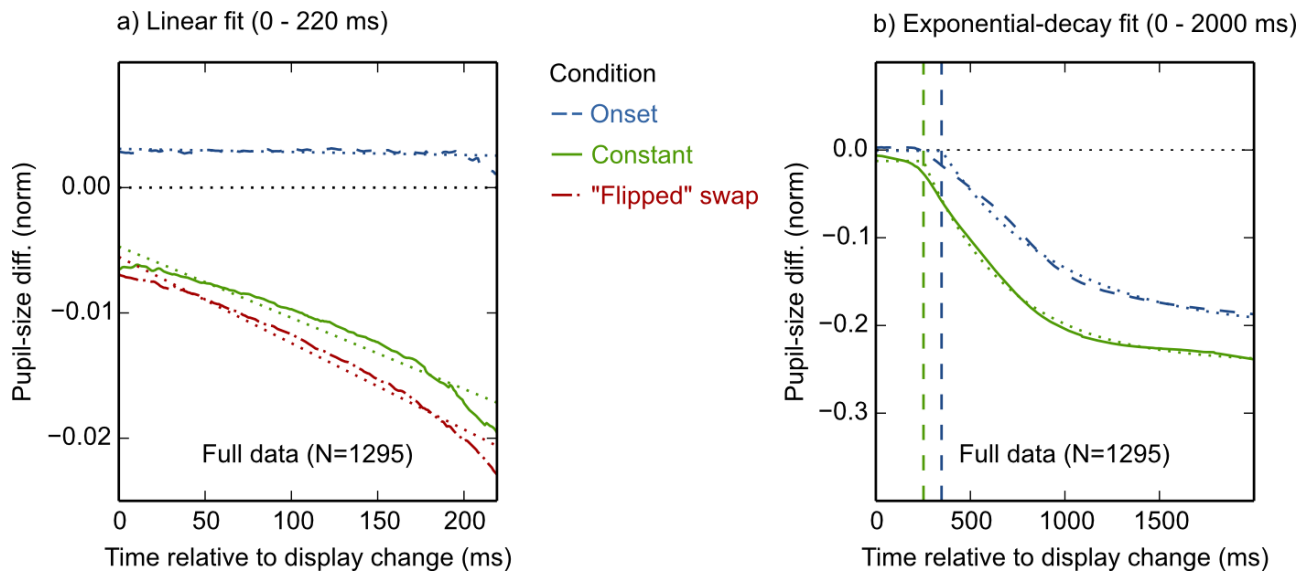 a) Linear fit (0 - 220 ms)
Pupil-size diff. (norm)
0.00
−0.01
−0.02
Full data (N=1295)
0 50 100 150 200
Time relative to display change (ms)
Condition
Onset
Constant
"Flipped" swap
b) Exponential-decay fit (0 - 2000 ms)
Pupil-size diff. (norm)
0.0
−0.1
−0.2
−0.3
Full data (N=1295)
0 500 1000 1500
Time relative to display change (ms)